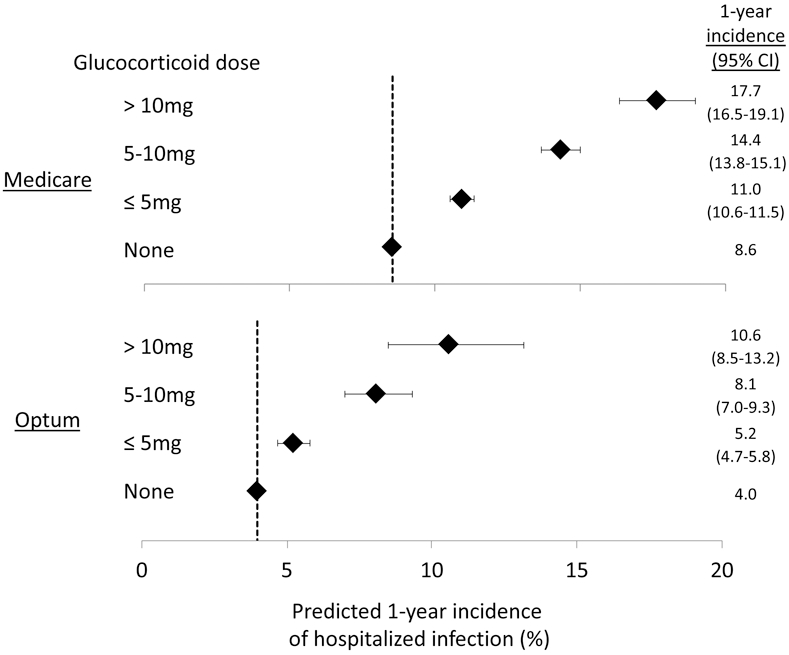 1-year
incidence
(95% CI)
Glucocorticoid dose
Medicare
> 10mg
17.7
(16.5-19.1)
5-10mg
14.4
(13.8-15.1)
≤ 5mg
11.0
(10.6-11.5)
None
8.6
Optum
> 10mg
10.6
(8.5-13.2)
5-10mg
8.1
(7.0-9.3)
≤ 5mg
5.2
(4.7-5.8)
None
4.0
0 5 10 15 20
Predicted 1-year incidence
of hospitalized infection (%)